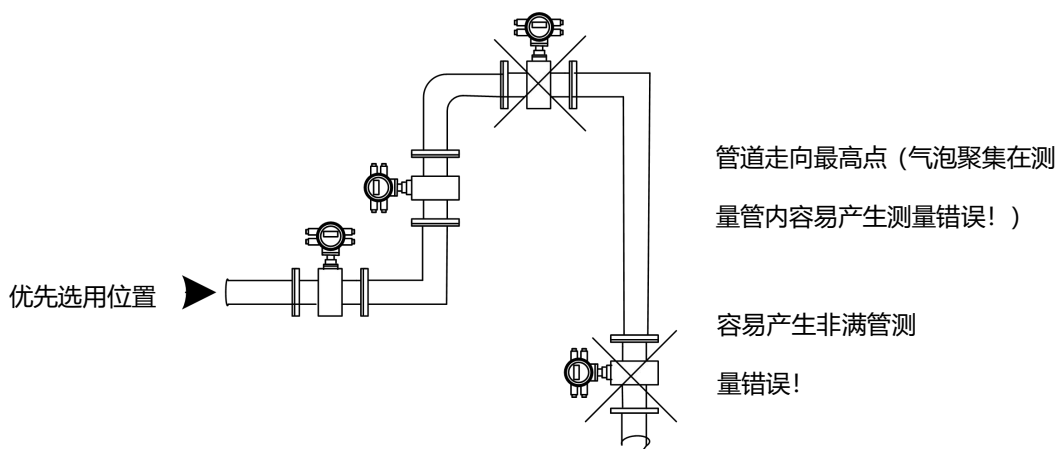 管道走向最高点（气泡聚集在测
量管内容易产生测量错误！）
优先选用位置
容易产生非满管测
量错误！